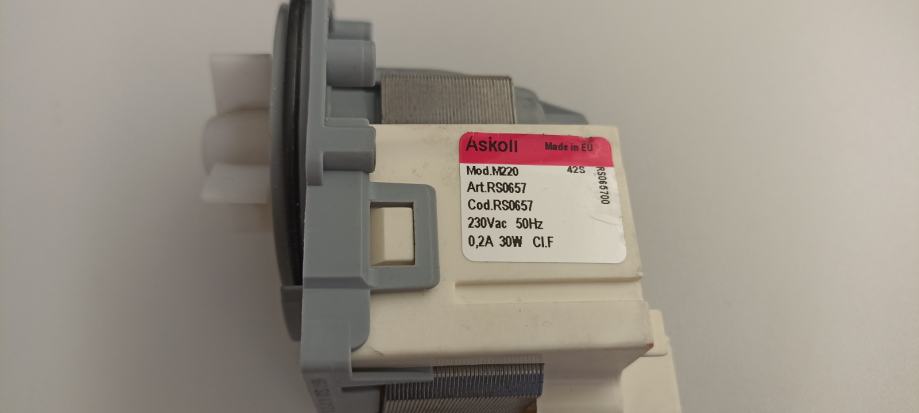 Askoll Made in EU
Mod.M220 42S
Art.RS0657
Cod.RS0657
230Vac 50Hz
0,2A 30W Cl.F
RS065700